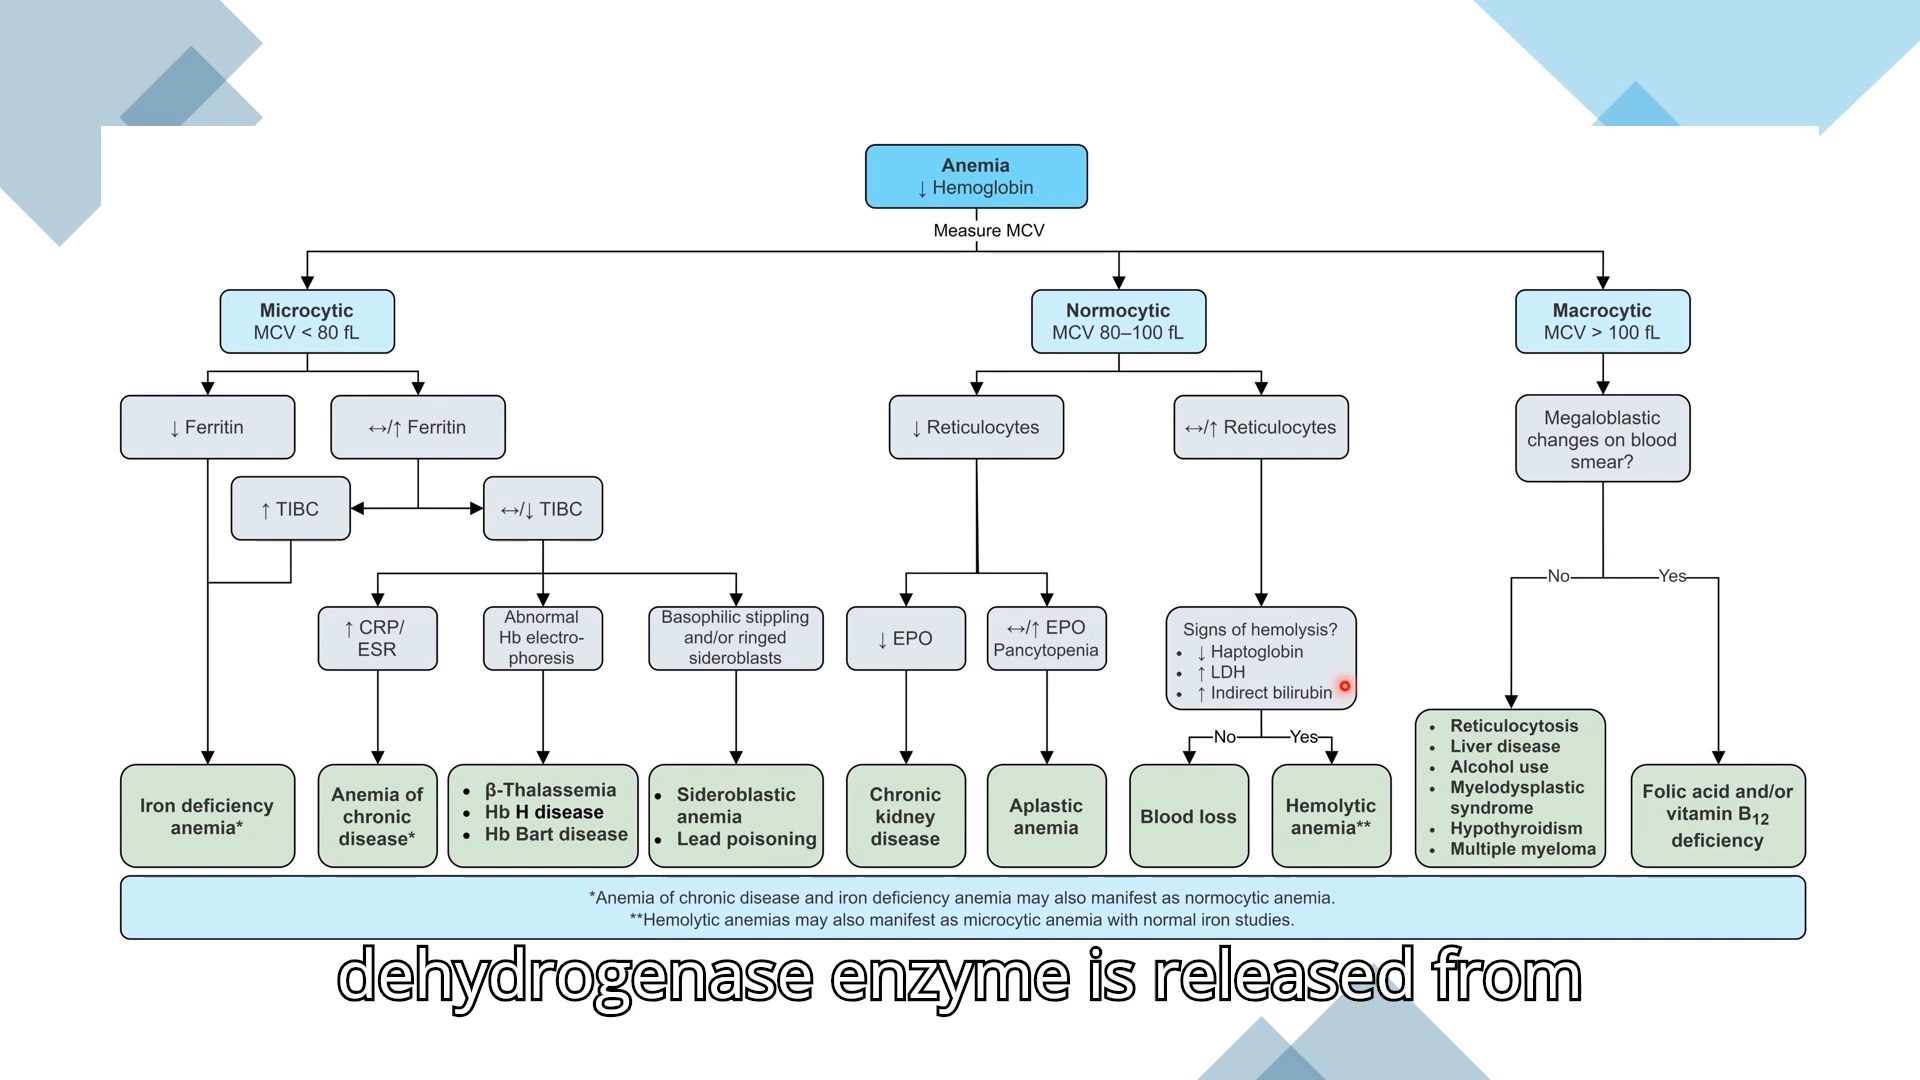 Anemia
↓ Hemoglobin
Measure MCV
Microcytic
MCV < 80 fL
Normocytic
MCV 80–100 fL
Macrocytic
MCV > 100 fL
↓ Ferritin
↔/↑ Ferritin
↓ Reticulocytes
↔/↑ Reticulocytes
Megaloblastic
changes on blood
smear?
↑ TIBC
↔/↓ TIBC
No
Yes
↑ CRP/
ESR
Abnormal
Hb electro-
phoresis
Basophilic stippling
and/or ringed
sideroblasts
↓ EPO
↔/↑ EPO
Pancytopenia
Signs of hemolysis?
• ↓ Haptoglobin
• ↑ LDH
• ↑ Indirect bilirubin
No
Yes
Iron deficiency
anemia*
Anemia of
chronic
disease*
• β-Thalassemia
• Hb H disease
• Hb Bart disease
• Sideroblastic
anemia
• Lead poisoning
Chronic
kidney
disease
Aplastic
anemia
Blood loss
Hemolytic
anemia**
• Reticulocytosis
• Liver disease
• Alcohol use
• Myelodysplastic
syndrome
• Hypothyroidism
• Multiple myeloma
Folic acid and/or
vitamin B12
deficiency
*Anemia of chronic disease and iron deficiency anemia may also manifest as normocytic anemia.
**Hemolytic anemias may also manifest as microcytic anemia with normal iron studies.
dehydrogenase enzyme is released from